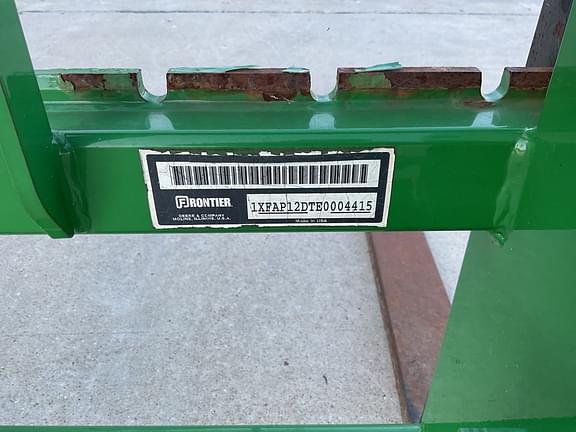 FRONTIER
1XFAP12DTE0004415
DEERE & COMPANY
MOLINE, ILLINOIS, U.S.A.
Made in USA